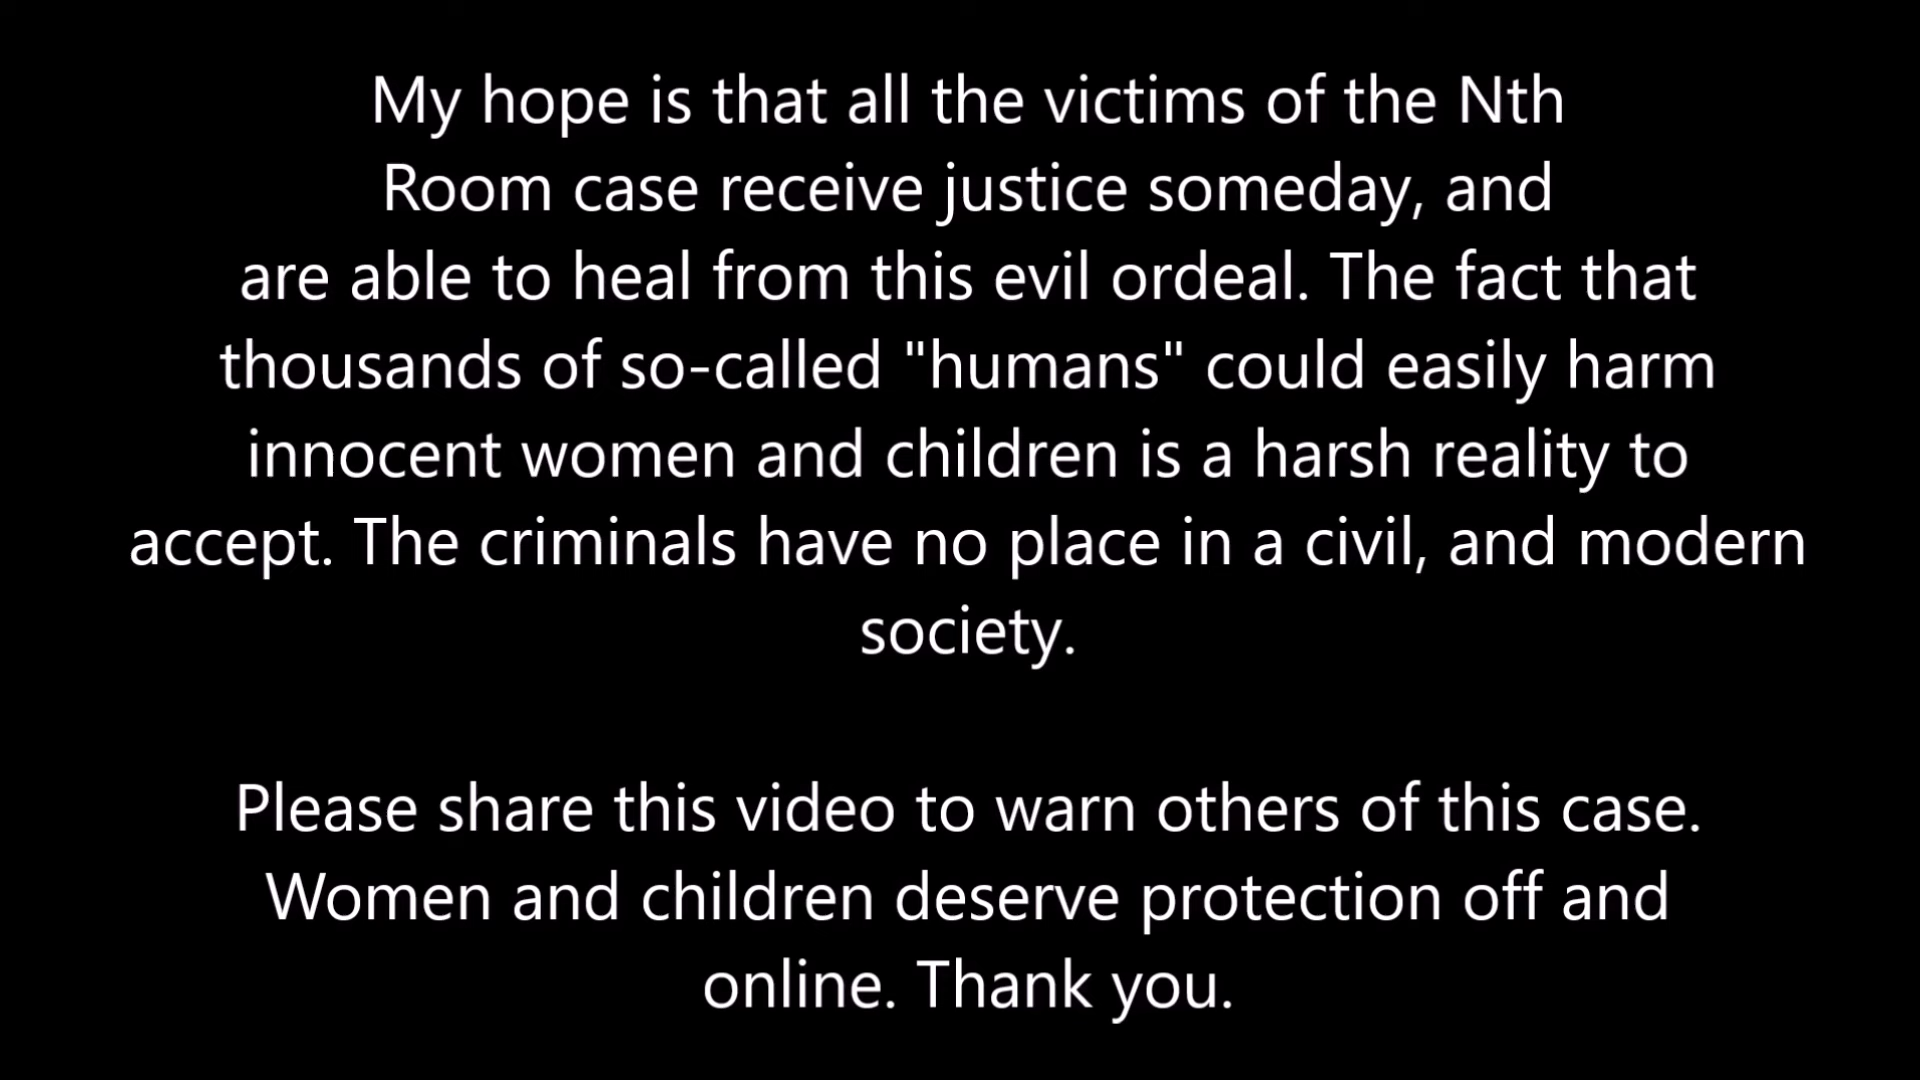 My hope is that all the victims of the Nth
Room case receive justice someday, and
are able to heal from this evil ordeal. The fact that
thousands of so-called "humans" could easily harm
innocent women and children is a harsh reality to
accept. The criminals have no place in a civil, and modern
society.
Please share this video to warn others of this case.
Women and children deserve protection off and
online. Thank you.